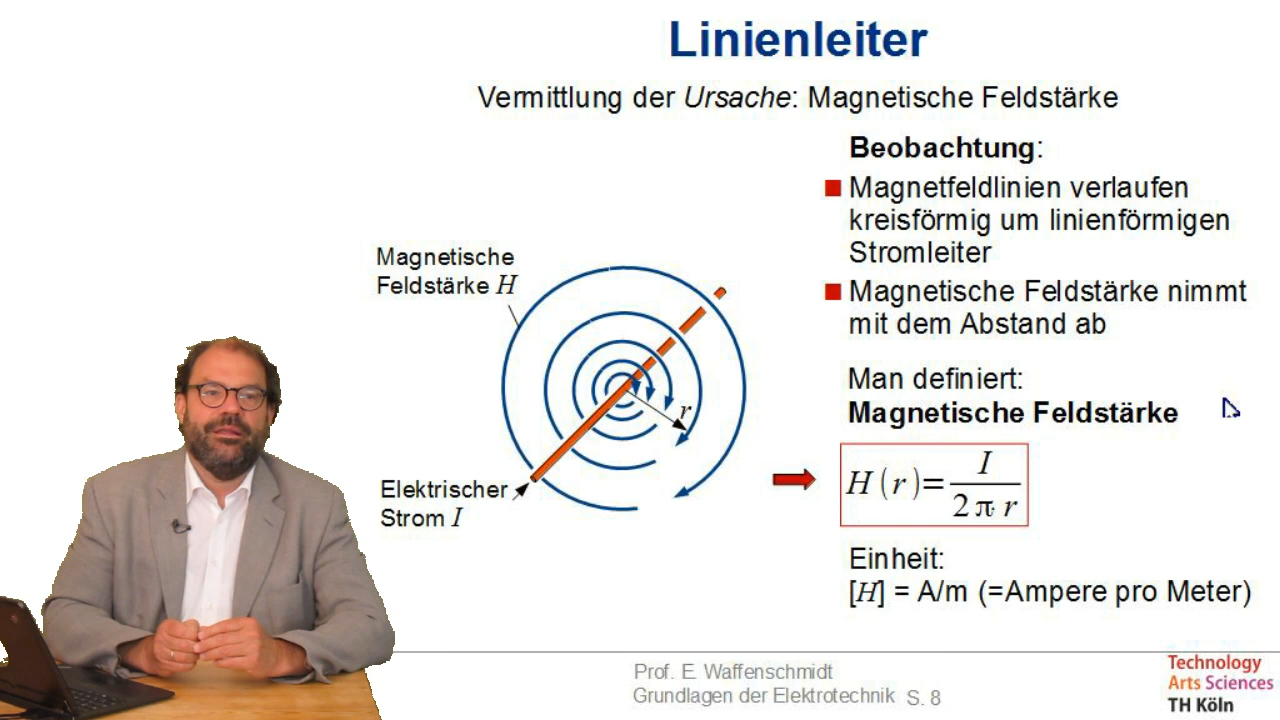 Linienleiter
Vermittlung der Ursache: Magnetische Feldstärke
Beobachtung:
Magnetfeldlinien verlaufen
kreisförmig um linienförmigen
Stromleiter
Magnetische Feldstärke nimmt
mit dem Abstand ab
Magnetische
Feldstärke H
r
Elektrischer
Strom I
Man definiert:
Magnetische Feldstärke
H(r)=I/(2π·r)
Einheit:
[H] = A/m (=Ampere pro Meter)
Prof. E. Waffenschmidt
Grundlagen der Elektrotechnik S. 8
Technology
Arts Sciences
TH Köln